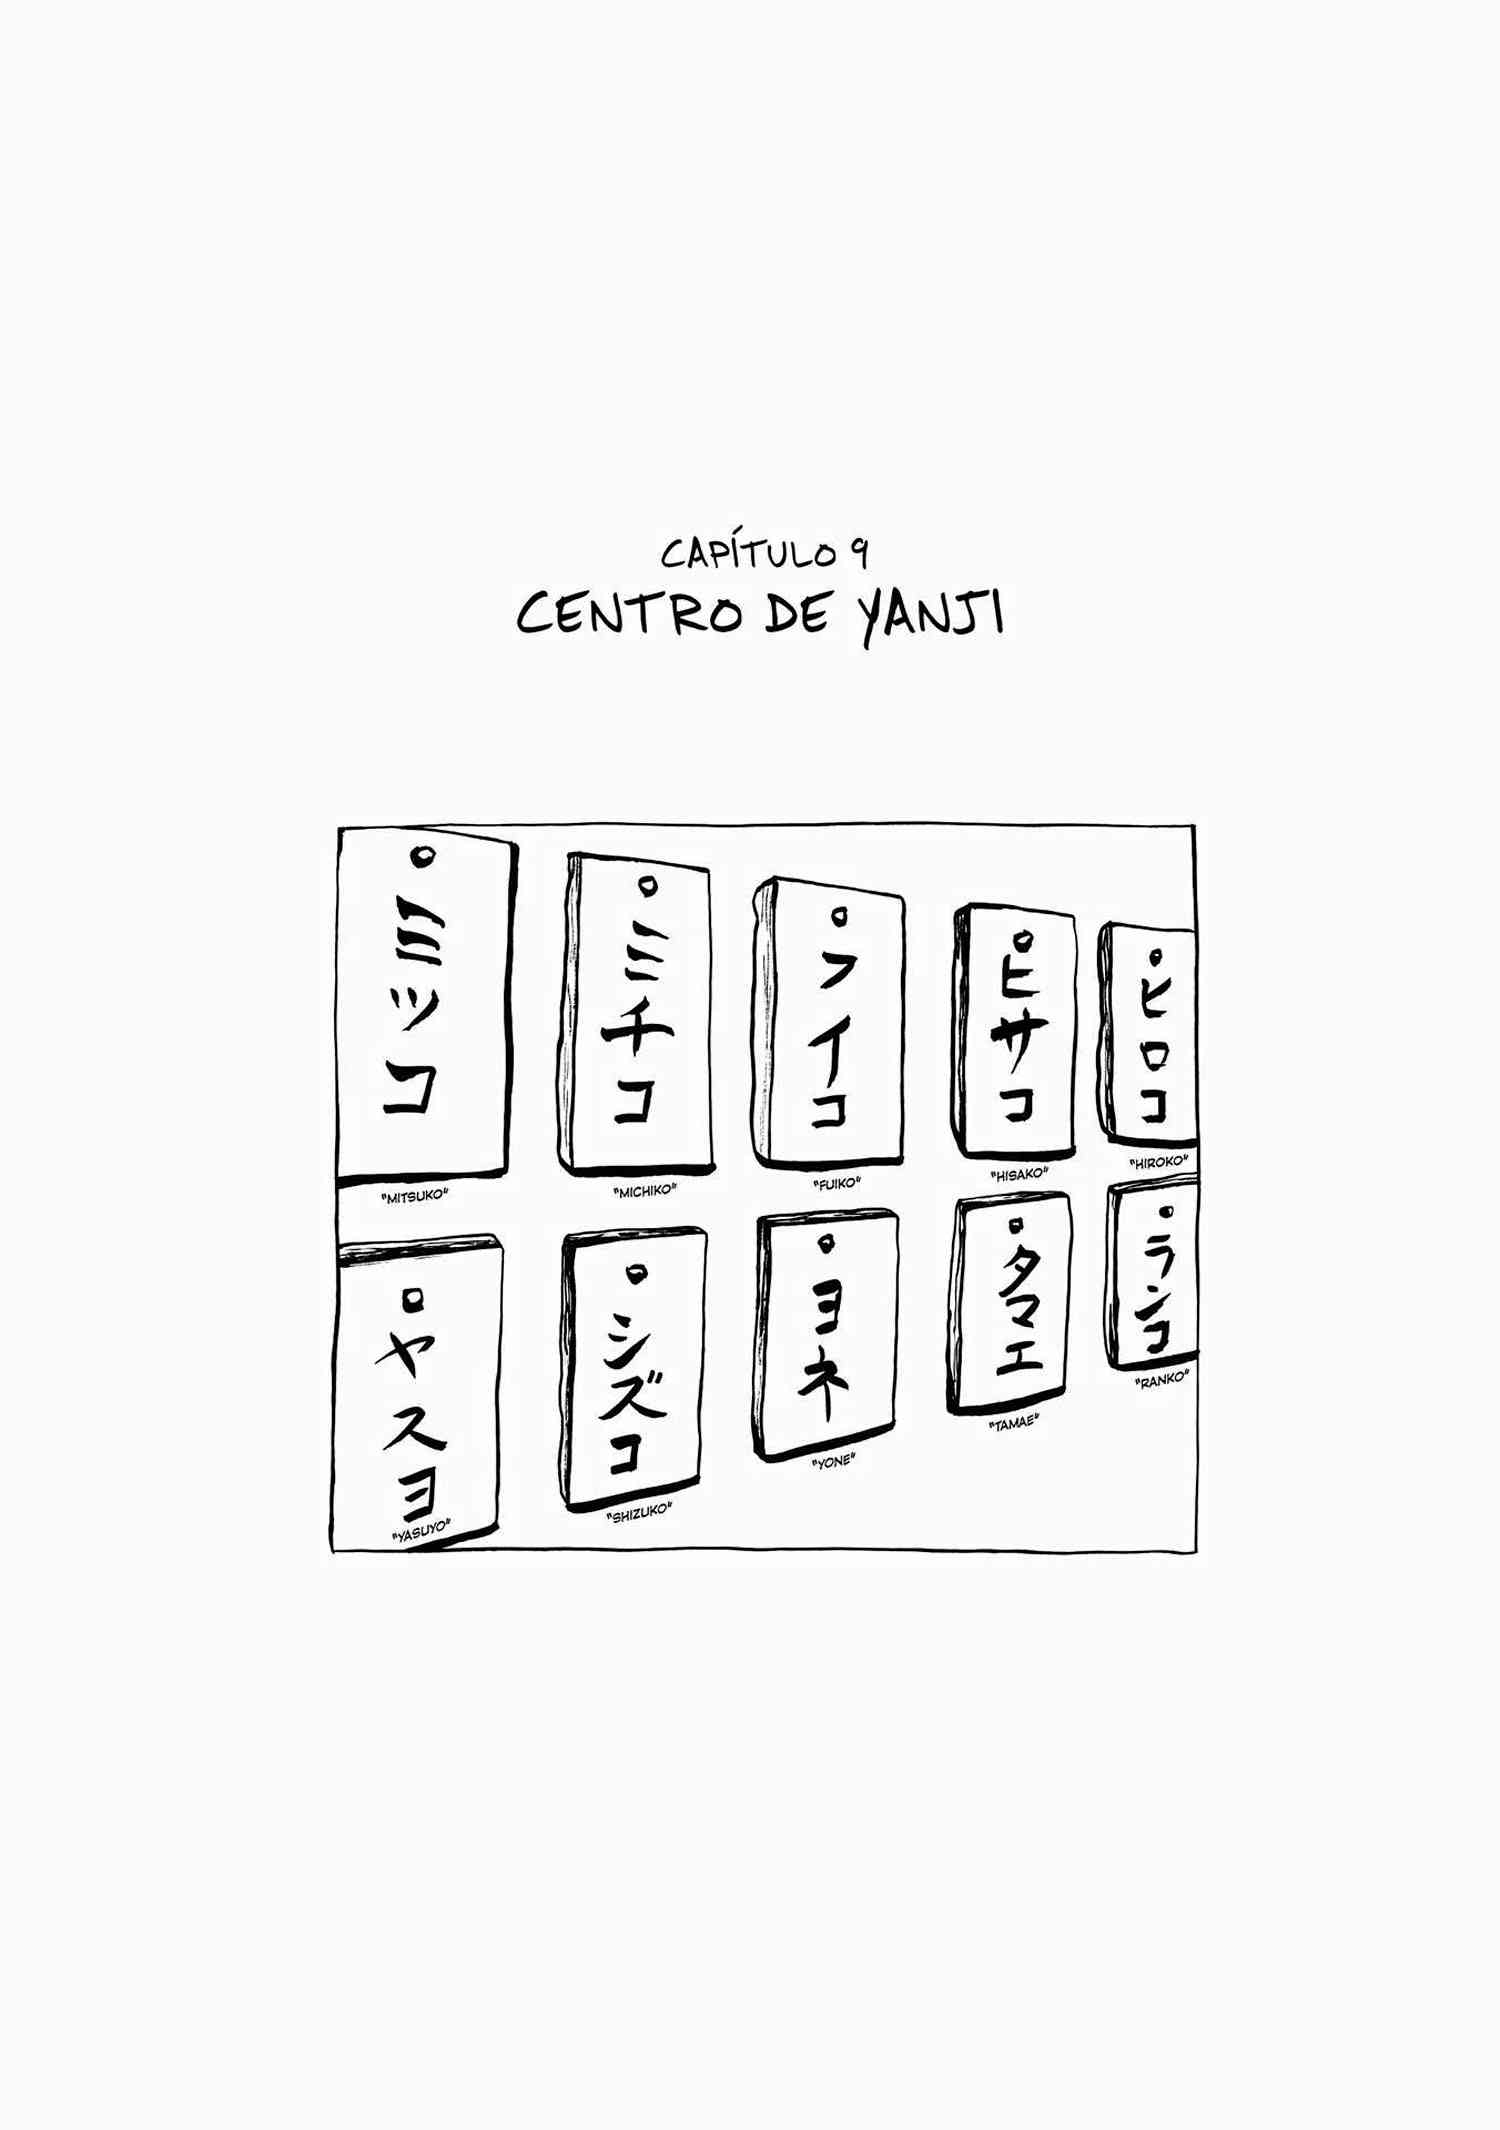 CAPÍTULO 9
CENTRO DE YANJI
ミツコ
"MITSUKO"
ミチコ
"MICHIKO"
フイコ
"FUIKO"
ヒサコ
"HISAKO"
ヒロコ
"HIROKO"
ヤスヨ
"YASUYO"
シズコ
"SHIZUKO"
ヨネ
"YONE"
タマエ
"TAMAE"
ランコ
"RANKO"